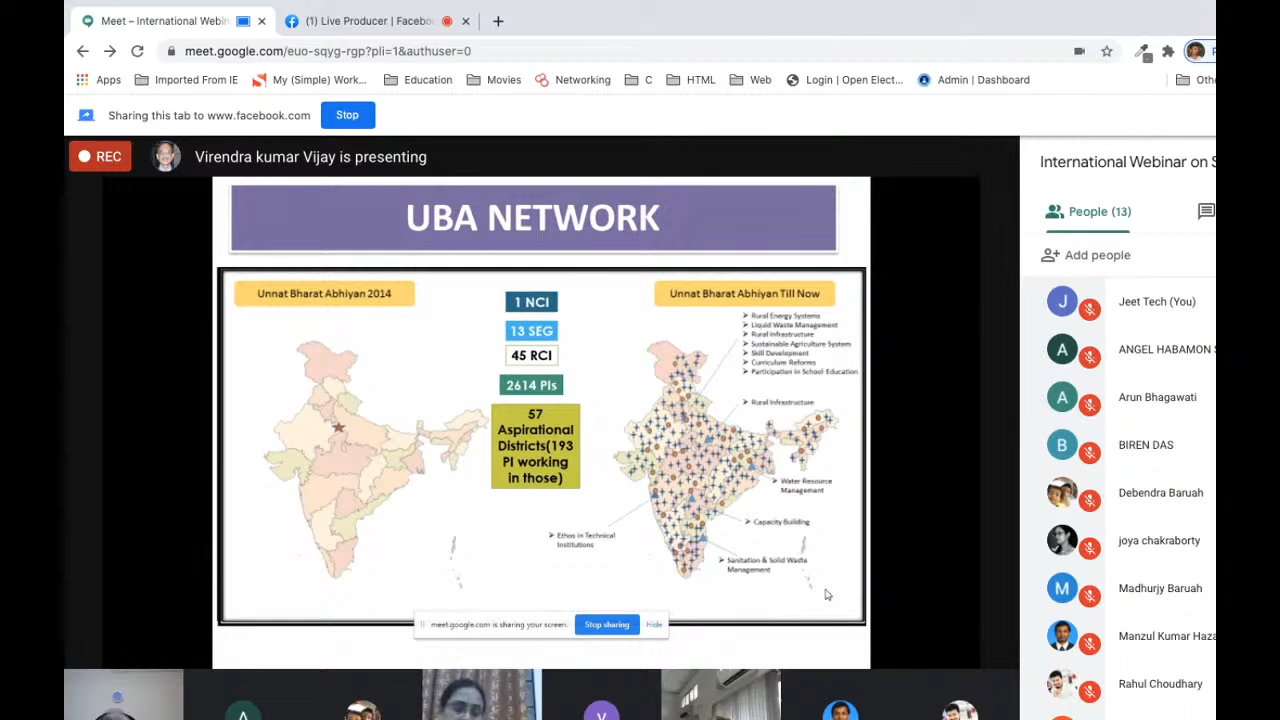 Meet – International Webin
(1) Live Producer | Facebo
meet.google.com/euo-sqyg-rgp?pli=1&authuser=0
Apps
Imported From IE
My (Simple) Work...
Education
Movies
Networking
C
HTML
Web
Login | Open Elect...
Admin | Dashboard
Othe
Sharing this tab to www.facebook.com
Stop
REC
Virendra kumar Vijay is presenting
International Webinar on S
People (13)
Add people
UBA NETWORK
Unnat Bharat Abhiyan 2014
1 NCI
13 SEG
45 RCI
2614 PIs
57
Aspirational
Districts(193
PI working
in those)
Unnat Bharat Abhiyan Till Now
Rural Energy Systems
Liquid Waste Management
Rural Infrastructure
Sustainable Agriculture System
Skill Development
Curriculum Reforms
Participation in School Education
Rural Infrastructure
Water Resource
Management
Capacity Building
Ethos in Technical
Institutions
Sanitation & Solid Waste
Management
meet.google.com is sharing your screen.
Stop sharing
Hide
J
Jeet Tech (You)
A
ANGEL HABAMON S
A
Arun Bhagawati
B
BIREN DAS
Debendra Baruah
joya chakraborty
M
Madhurjy Baruah
Manzul Kumar Haza
Rahul Choudhary
A
V